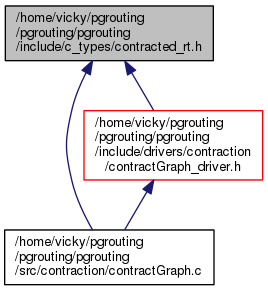 /home/vicky/pgrouting
/pgrouting/pgrouting
/include/c_types/contracted_rt.h
/home/vicky/pgrouting
/pgrouting/pgrouting
/include/drivers/contraction
/contractGraph_driver.h
/home/vicky/pgrouting
/pgrouting/pgrouting
/src/contraction/contractGraph.c